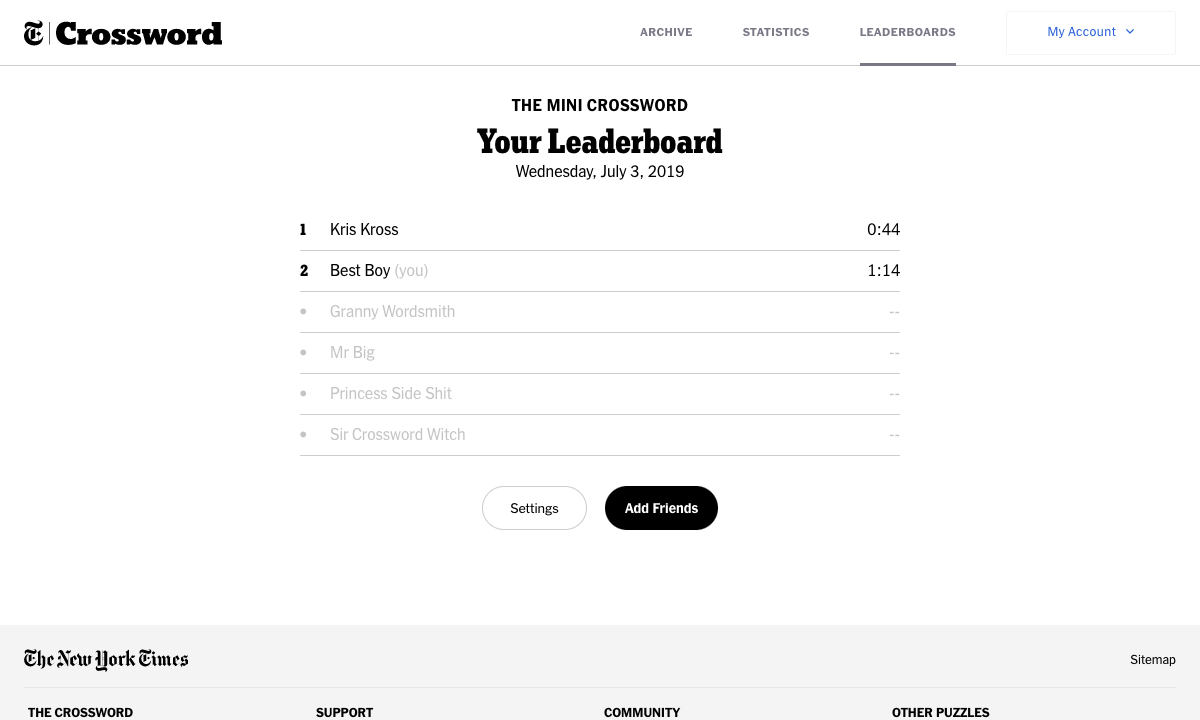 T Crossword
ARCHIVE STATISTICS LEADERBOARDS My Account
THE MINI CROSSWORD
Your Leaderboard
Wednesday, July 3, 2019
1 Kris Kross 0:44
2 Best Boy (you) 1:14
• Granny Wordsmith --
• Mr Big --
• Princess Side Shit --
• Sir Crossword Witch --
Settings Add Friends
The New York Times Sitemap
THE CROSSWORD SUPPORT COMMUNITY OTHER PUZZLES